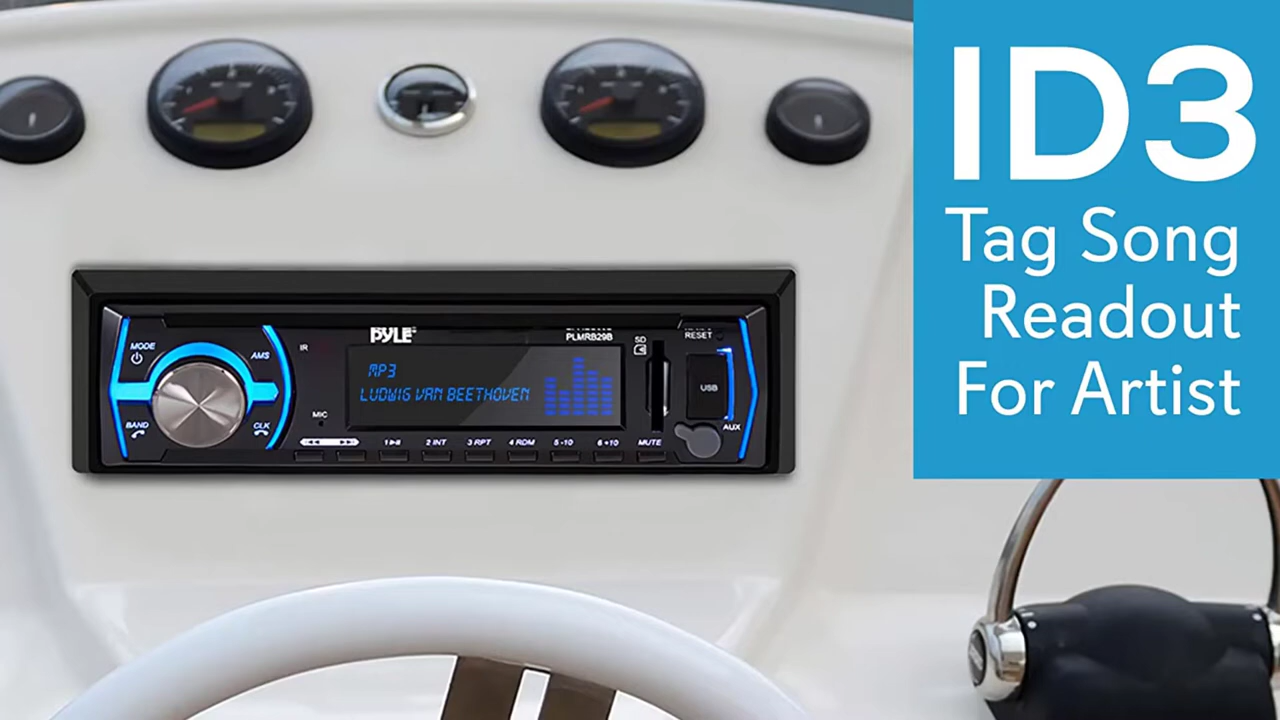 ID3
Tag Song
Readout
For Artist
PYLE
PLMRB29B
RESET
MODE
AMS
IR
SD
MP3
LUDWIG VAN BEETHOVEN
USB
MIC
BAND
CLK
AUX
1 2 INT 3 RPT 4 RDM 5 -10 6 +10 MUTE